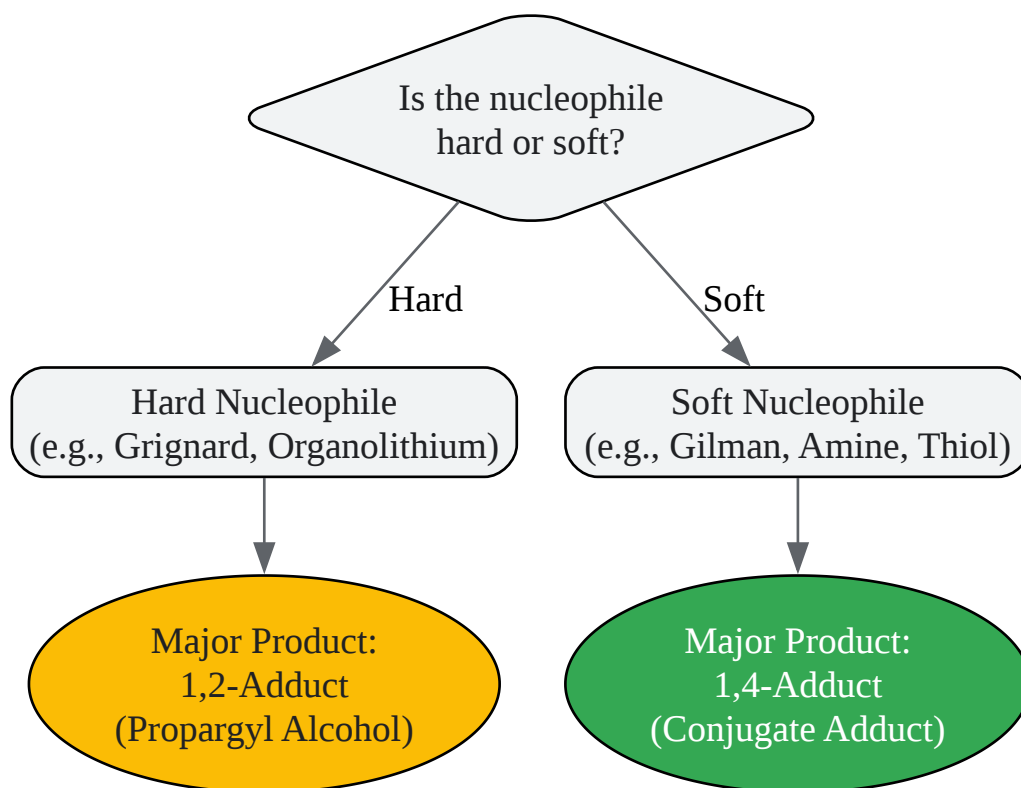 Is the nucleophile
hard or soft?
Hard
Soft
Hard Nucleophile
(e.g., Grignard, Organolithium)
Soft Nucleophile
(e.g., Gilman, Amine, Thiol)
Major Product:
1,2-Adduct
(Propargyl Alcohol)
Major Product:
1,4-Adduct
(Conjugate Adduct)